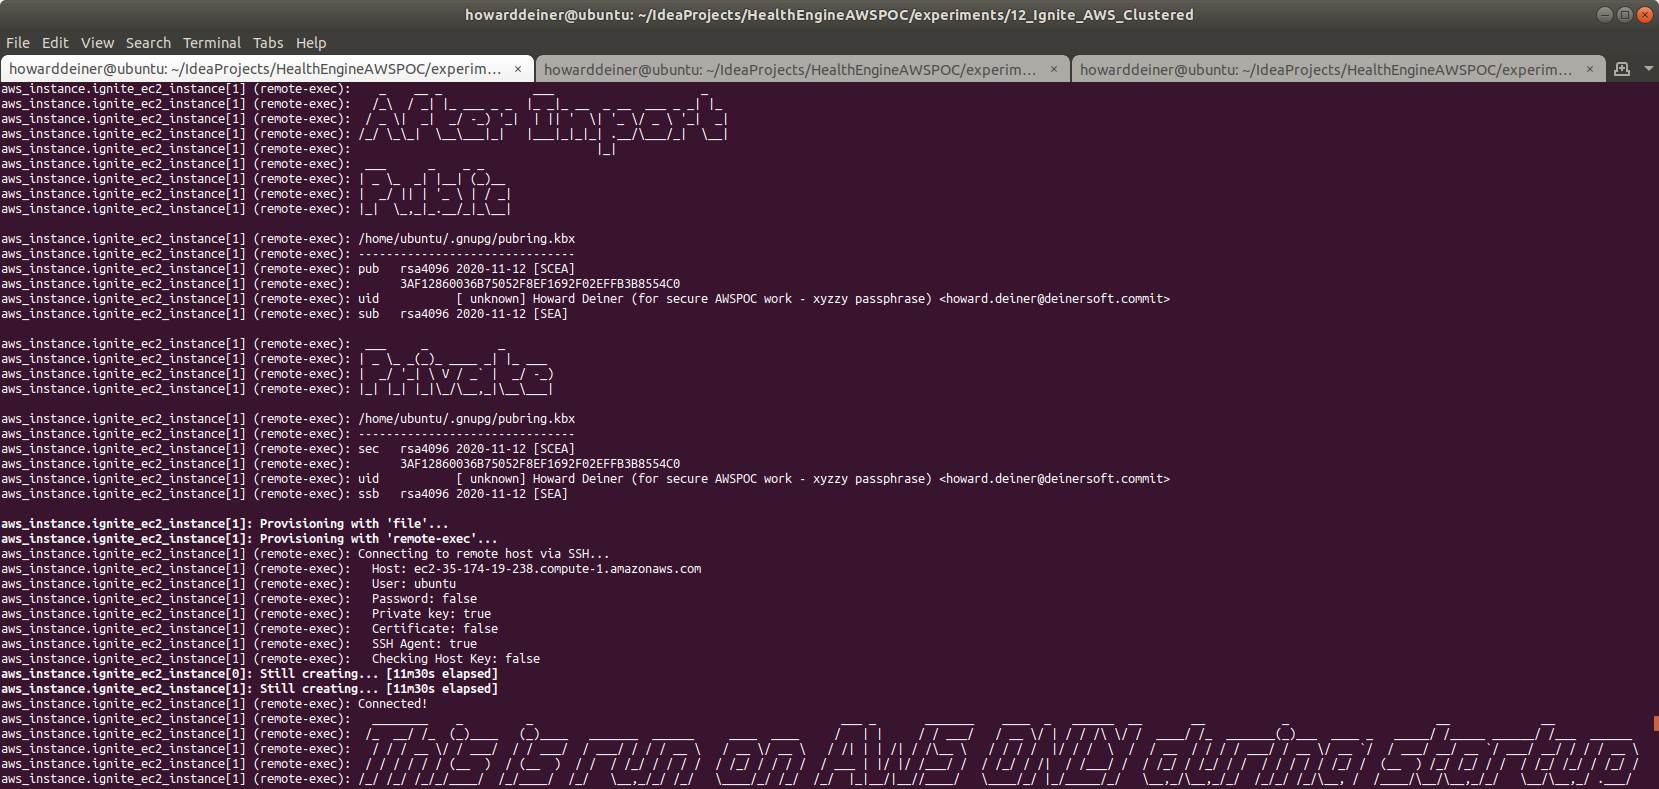 howarddeiner@ubuntu: ~/IdeaProjects/HealthEngineAWSPOC/experiments/12_Ignite_AWS_Clustered
File Edit View Search Terminal Tabs Help
howarddeiner@ubuntu: ~/IdeaProjects/HealthEngineAWSPOC/experim... × howarddeiner@ubuntu: ~/IdeaProjects/HealthEngineAWSPOC/experim... × howarddeiner@ubuntu: ~/IdeaProjects/HealthEngineAWSPOC/experim... ×
aws_instance.ignite_ec2_instance[1] (remote-exec):
aws_instance.ignite_ec2_instance[1] (remote-exec): After Import
aws_instance.ignite_ec2_instance[1] (remote-exec):
aws_instance.ignite_ec2_instance[1] (remote-exec):
aws_instance.ignite_ec2_instance[1] (remote-exec):
aws_instance.ignite_ec2_instance[1] (remote-exec):
aws_instance.ignite_ec2_instance[1] (remote-exec): Public
aws_instance.ignite_ec2_instance[1] (remote-exec):
aws_instance.ignite_ec2_instance[1] (remote-exec):
aws_instance.ignite_ec2_instance[1] (remote-exec): /home/ubuntu/.gnupg/pubring.kbx
aws_instance.ignite_ec2_instance[1] (remote-exec): -------------------------------
aws_instance.ignite_ec2_instance[1] (remote-exec): pub   rsa4096 2020-11-12 [SCEA]
aws_instance.ignite_ec2_instance[1] (remote-exec):       3AF12860036B75052F8EF1692F02EFFB3B8554C0
aws_instance.ignite_ec2_instance[1] (remote-exec): uid           [ unknown] Howard Deiner (for secure AWSPOC work - xyzzy passphrase) <howard.deiner@deinersoft.commit>
aws_instance.ignite_ec2_instance[1] (remote-exec): sub   rsa4096 2020-11-12 [SEA]
aws_instance.ignite_ec2_instance[1] (remote-exec):
aws_instance.ignite_ec2_instance[1] (remote-exec): Private
aws_instance.ignite_ec2_instance[1] (remote-exec):
aws_instance.ignite_ec2_instance[1] (remote-exec):
aws_instance.ignite_ec2_instance[1] (remote-exec): /home/ubuntu/.gnupg/pubring.kbx
aws_instance.ignite_ec2_instance[1] (remote-exec): -------------------------------
aws_instance.ignite_ec2_instance[1] (remote-exec): sec   rsa4096 2020-11-12 [SCEA]
aws_instance.ignite_ec2_instance[1] (remote-exec):       3AF12860036B75052F8EF1692F02EFFB3B8554C0
aws_instance.ignite_ec2_instance[1] (remote-exec): uid           [ unknown] Howard Deiner (for secure AWSPOC work - xyzzy passphrase) <howard.deiner@deinersoft.commit>
aws_instance.ignite_ec2_instance[1] (remote-exec): ssb   rsa4096 2020-11-12 [SEA]
aws_instance.ignite_ec2_instance[1]: Provisioning with 'file'...
aws_instance.ignite_ec2_instance[1]: Provisioning with 'remote-exec'...
aws_instance.ignite_ec2_instance[1] (remote-exec): Connecting to remote host via SSH...
aws_instance.ignite_ec2_instance[1] (remote-exec):   Host: ec2-35-174-19-238.compute-1.amazonaws.com
aws_instance.ignite_ec2_instance[1] (remote-exec):   User: ubuntu
aws_instance.ignite_ec2_instance[1] (remote-exec):   Password: false
aws_instance.ignite_ec2_instance[1] (remote-exec):   Private key: true
aws_instance.ignite_ec2_instance[1] (remote-exec):   Certificate: false
aws_instance.ignite_ec2_instance[1] (remote-exec):   SSH Agent: true
aws_instance.ignite_ec2_instance[1] (remote-exec):   Checking Host Key: false
aws_instance.ignite_ec2_instance[0]: Still creating... [11m30s elapsed]
aws_instance.ignite_ec2_instance[1]: Still creating... [11m30s elapsed]
aws_instance.ignite_ec2_instance[1] (remote-exec): Connected!
aws_instance.ignite_ec2_instance[1] (remote-exec):
aws_instance.ignite_ec2_instance[1] (remote-exec): This is run on AWS ONLY during startup
aws_instance.ignite_ec2_instance[1] (remote-exec):
aws_instance.ignite_ec2_instance[1] (remote-exec):
aws_instance.ignite_ec2_instance[1] (remote-exec):